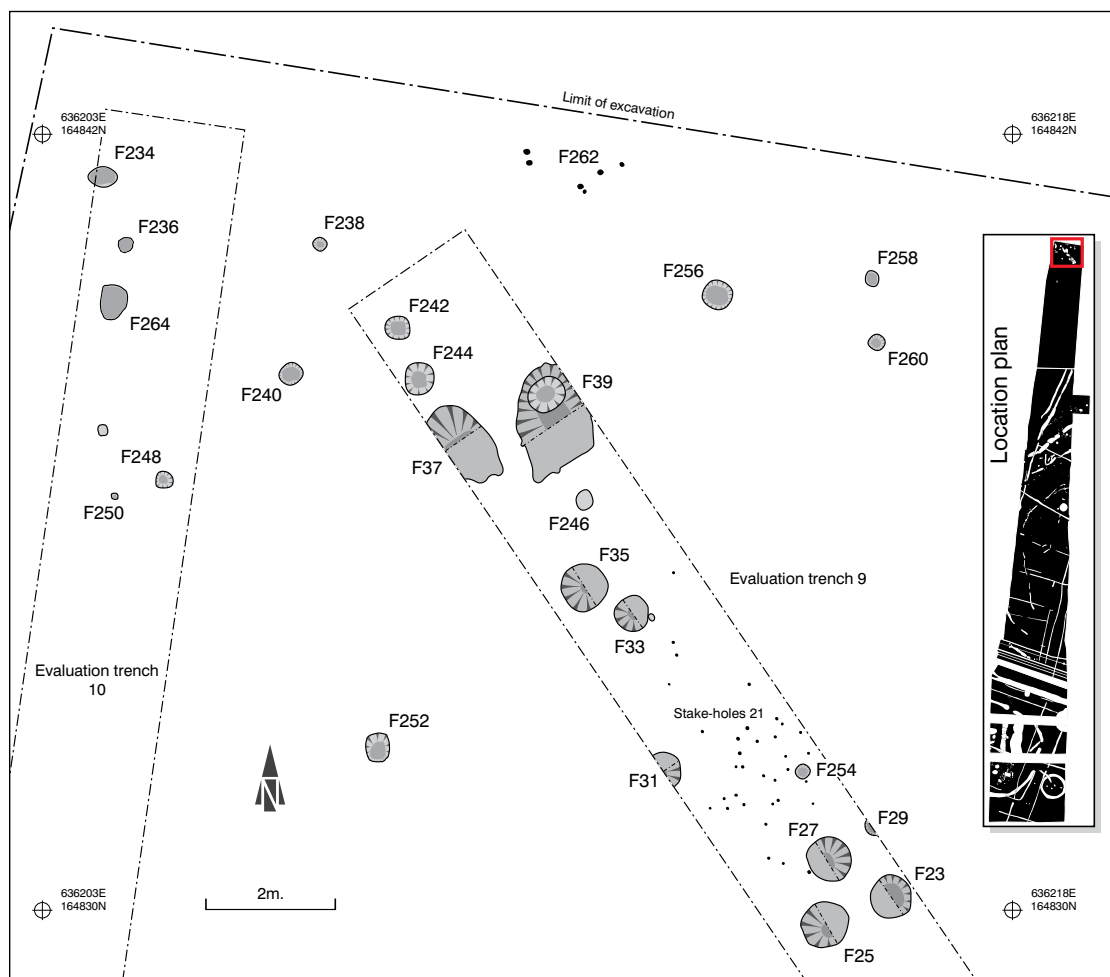 Limit of excavation
636203E
164842N
636218E
164842N
F234
F262
F236
F238
F258
F256
F264
F242
F244
F260
F240
F39
F37
F248
F250
F246
F35
Evaluation trench 9
F33
Evaluation trench
10
Stake-holes 21
F252
F31
F254
N
F29
F27
F23
F25
2m.
636203E
164830N
636218E
164830N
Location plan